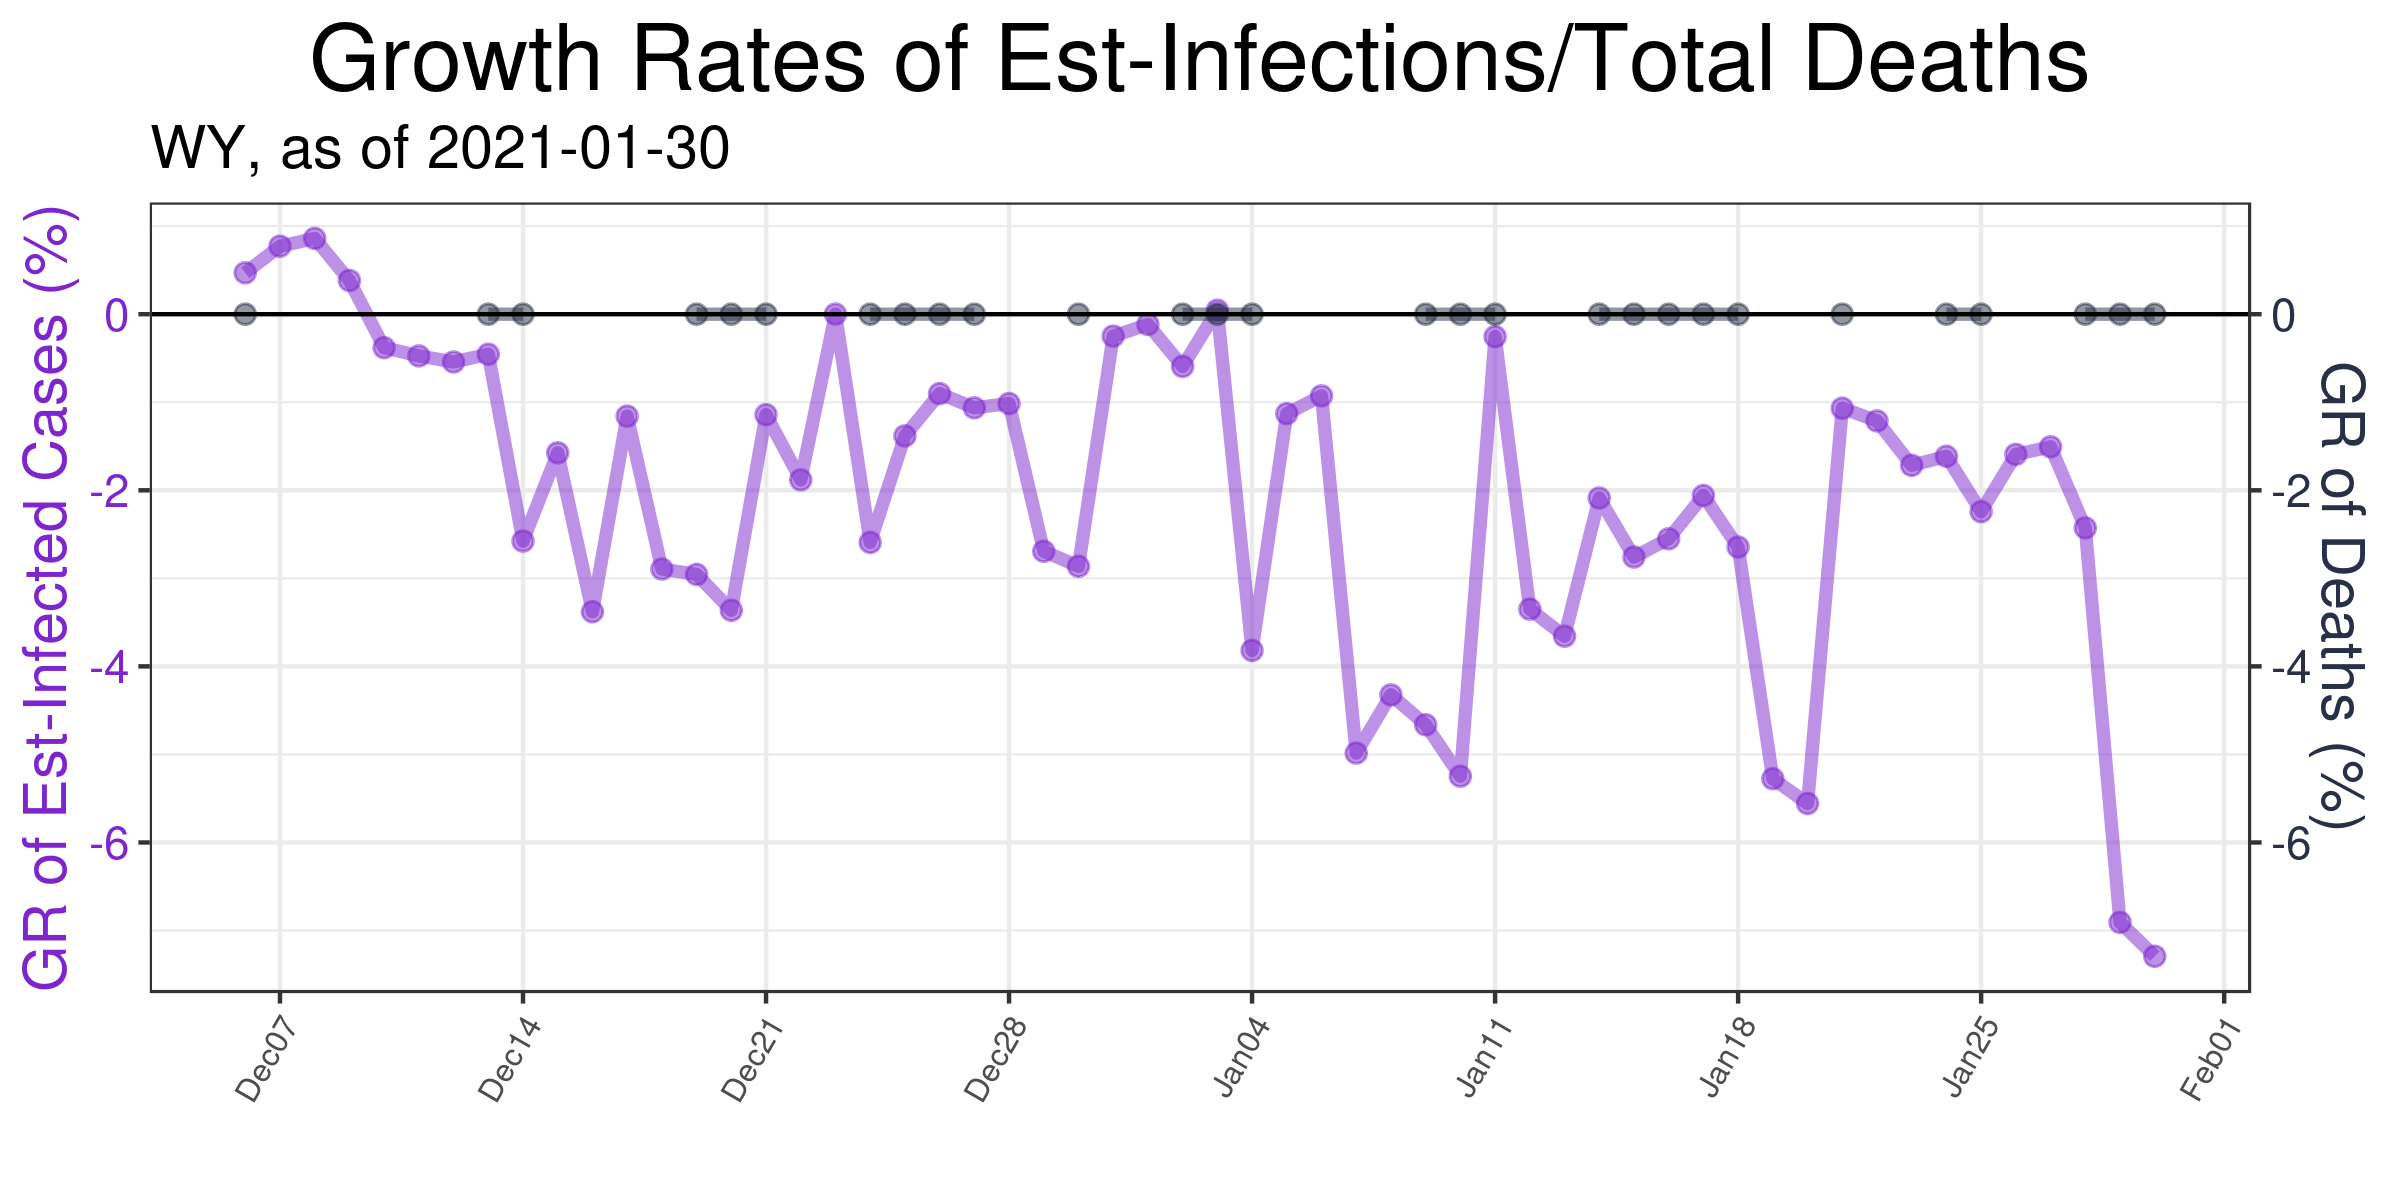 Growth Rates of Est-Infections/Total Deaths
WY, as of 2021-01-30
GR of Est-Infected Cases (%)
0
-2
-4
-6
0
-2
-4
-6
GR of Deaths (%)
Dec07
Dec14
Dec21
Dec28
Jan04
Jan11
Jan18
Jan25
Feb01